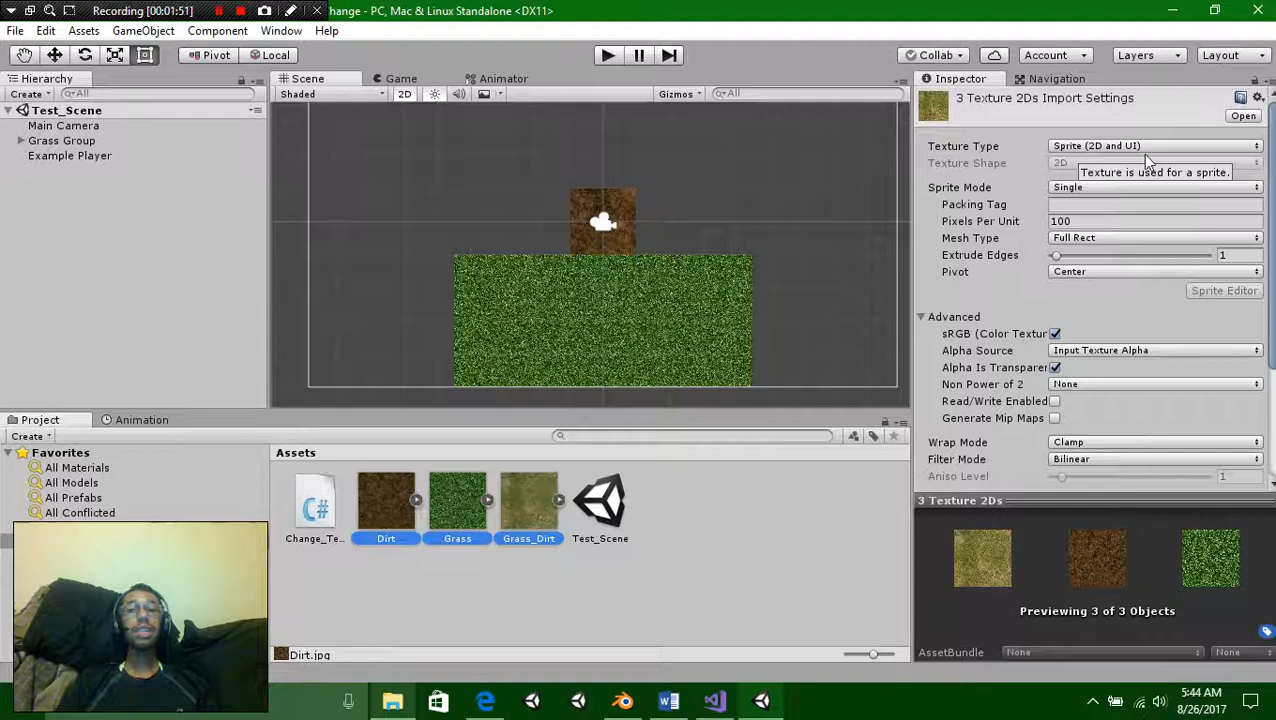 Recording [00:01:51]
hange - PC, Mac & Linux Standalone <DX11>
File Edit Assets GameObject Component Window Help
Pivot Local Collab Account Layers Layout
Hierarchy
Create All
Test_Scene
Main Camera
Grass Group
Example Player
Scene Game Animator
Shaded 2D Gizmos All
Inspector Navigation
3 Texture 2Ds Import Settings
Open
Texture Type Sprite (2D and UI)
Texture Shape 2D
Texture is used for a sprite.
Sprite Mode Single
Packing Tag
Pixels Per Unit 100
Mesh Type Full Rect
Extrude Edges 1
Pivot Center
Sprite Editor
Advanced
sRGB (Color Textur
Alpha Source Input Texture Alpha
Alpha Is Transparer
Non Power of 2 None
Read/Write Enabled
Generate Mip Maps
Wrap Mode Clamp
Filter Mode Bilinear
Aniso Level 1
3 Texture 2Ds
Previewing 3 of 3 Objects
AssetBundle None None
Project Animation
Create
Favorites
All Materials
All Models
All Prefabs
All Conflicted
Assets
C#
Change_Te... Dirt Grass Grass_Dirt Test_Scene
Dirt.jpg
5:44 AM
8/26/2017